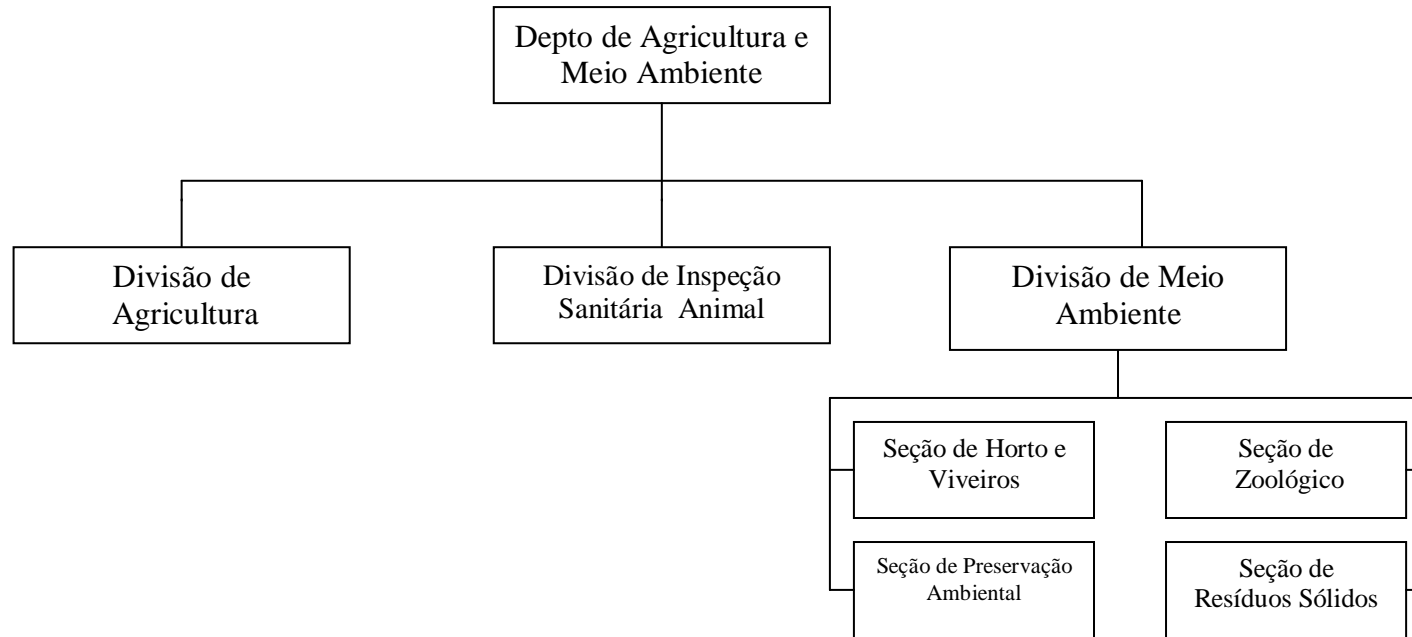 Depto de Agricultura e
Meio Ambiente
Divisão de
Agricultura
Divisão de Inspeção
Sanitária Animal
Divisão de Meio
Ambiente
Seção de Horto e
Viveiros
Seção de
Zoológico
Seção de Preservação
Ambiental
Seção de
Resíduos Sólidos